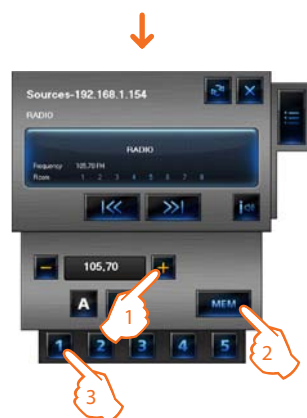 Sources-192.168.1.154
RADIO
RADIO
Frequency 105,70 FM
Room 1 2 3 4 5 6 7 8
105,70
A
MEM
1 2 3 4 5
1
2
3